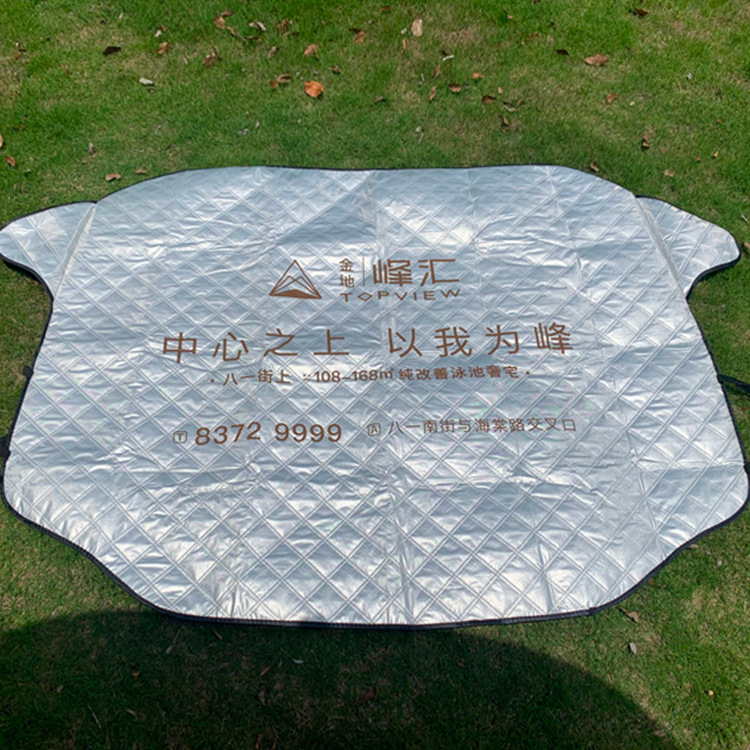 金地 峰汇
TOPVIEW
中心之上 以我为峰
·八一街上 ≈108-168㎡纯改善泳池奢宅·
T 8372 9999 A 八一南街与海棠路交叉口